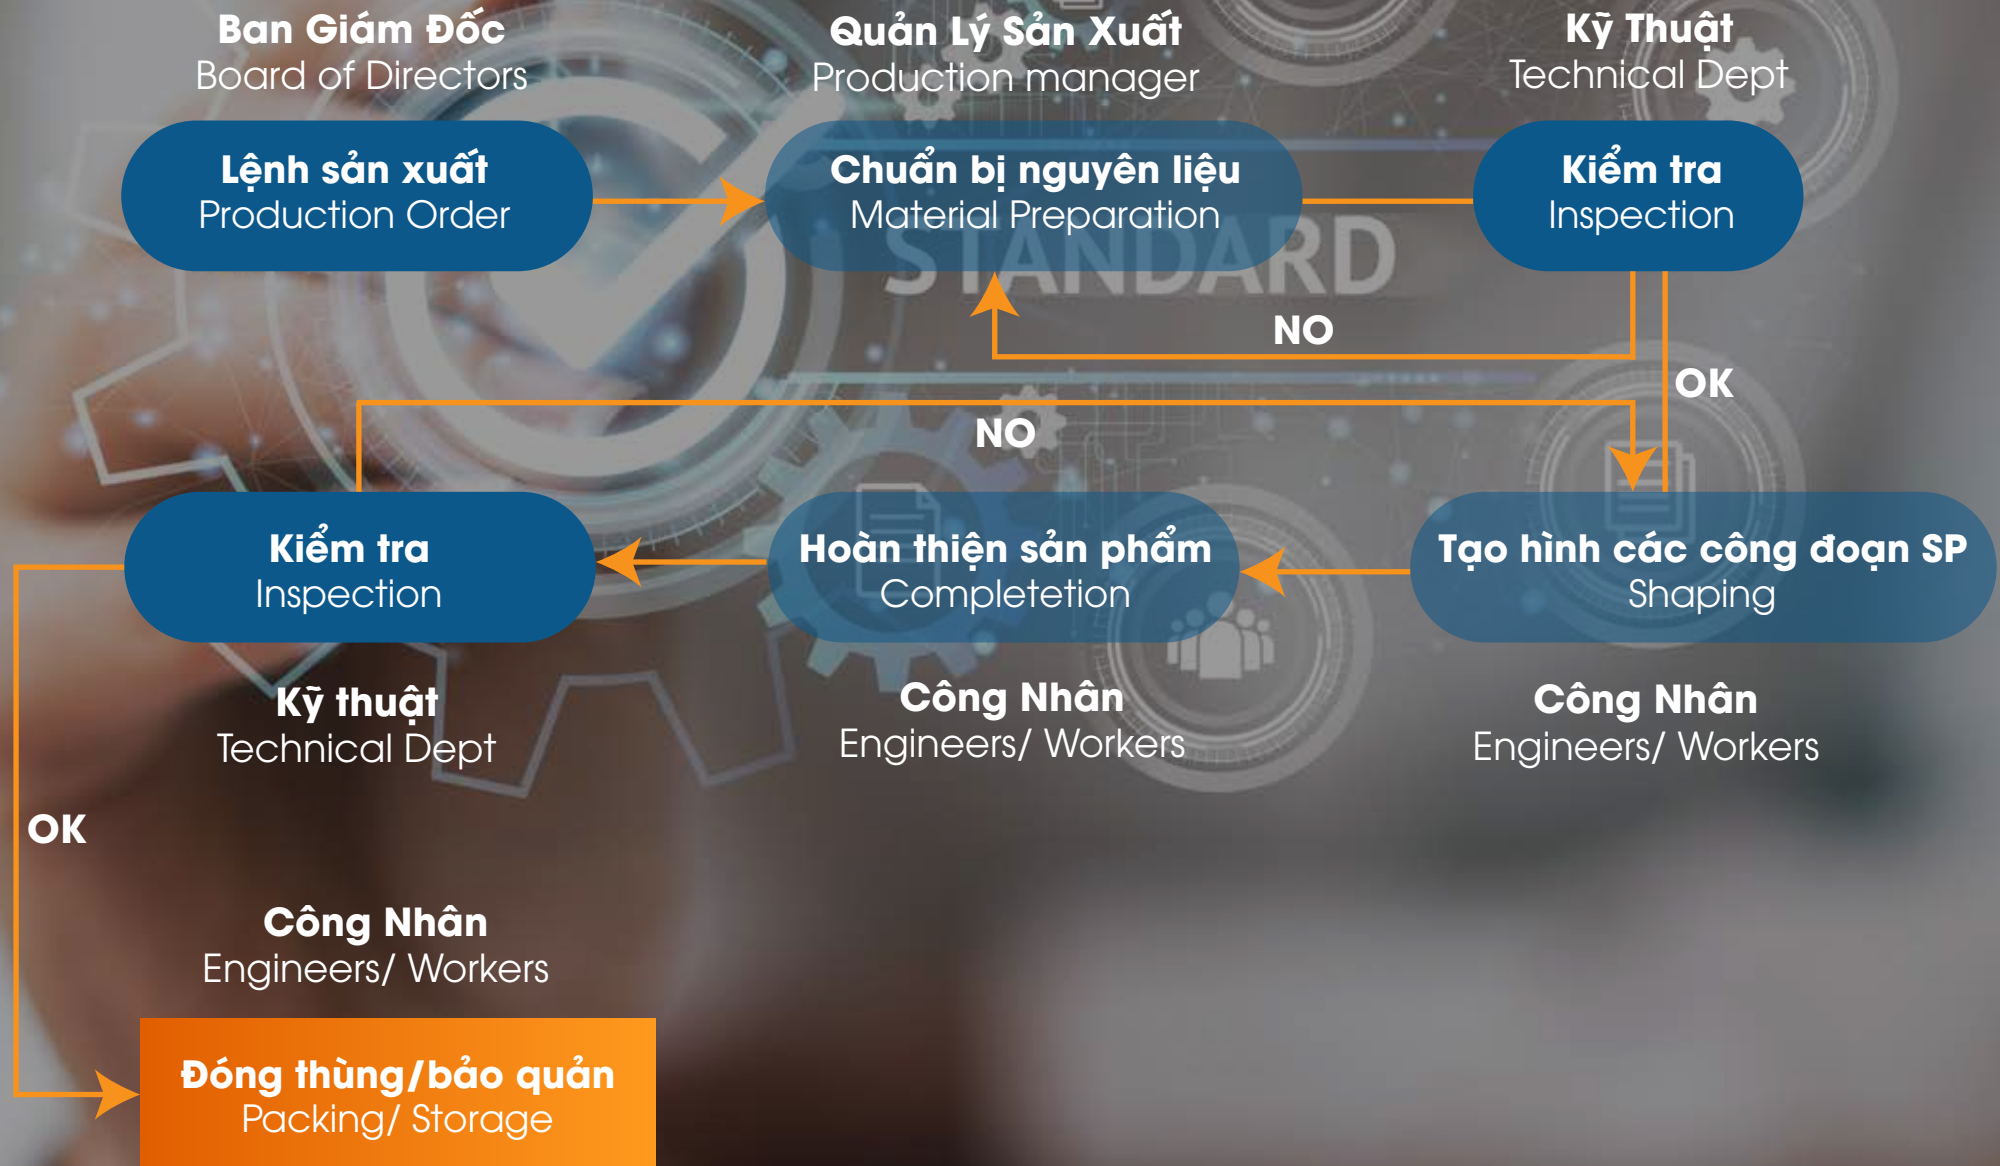 Ban Giám Đốc
Board of Directors
Quản Lý Sản Xuất
Production manager
Kỹ Thuật
Technical Dept
Lệnh sản xuất
Production Order
Chuẩn bị nguyên liệu
Material Preparation
Kiểm tra
Inspection
STANDARD
NO
OK
NO
Kiểm tra
Inspection
Hoàn thiện sản phẩm
Completetion
Tạo hình các công đoạn SP
Shaping
Kỹ thuật
Technical Dept
Công Nhân
Engineers/ Workers
Công Nhân
Engineers/ Workers
OK
Công Nhân
Engineers/ Workers
Đóng thùng/bảo quản
Packing/ Storage